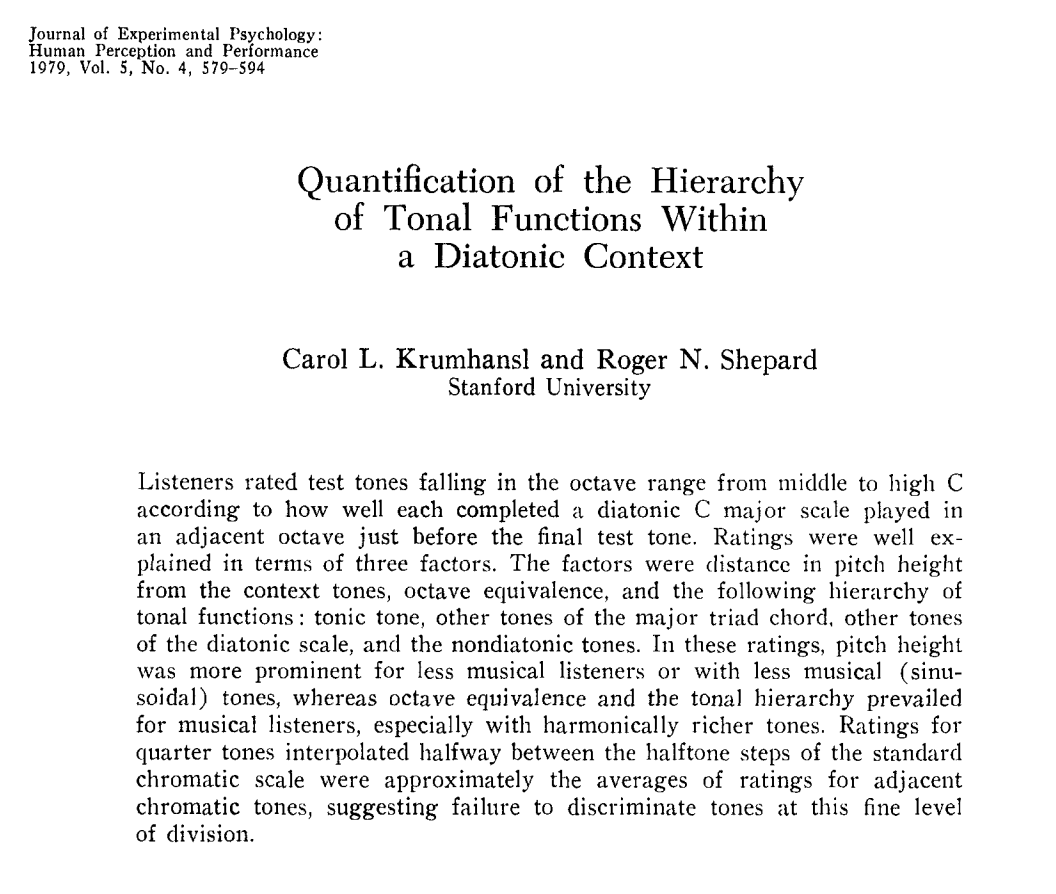 Journal of Experimental Psychology:
Human Perception and Performance
1979, Vol. 5, No. 4, 579–594
Quantification of the Hierarchy
of Tonal Functions Within
a Diatonic Context
Carol L. Krumhansl and Roger N. Shepard
Stanford University
Listeners rated test tones falling in the octave range from middle to high C
according to how well each completed a diatonic C major scale played in
an adjacent octave just before the final test tone. Ratings were well ex-
plained in terms of three factors. The factors were distance in pitch height
from the context tones, octave equivalence, and the following hierarchy of
tonal functions: tonic tone, other tones of the major triad chord, other tones
of the diatonic scale, and the nondiatonic tones. In these ratings, pitch height
was more prominent for less musical listeners or with less musical (sinu-
soidal) tones, whereas octave equivalence and the tonal hierarchy prevailed
for musical listeners, especially with harmonically richer tones. Ratings for
quarter tones interpolated halfway between the halftone steps of the standard
chromatic scale were approximately the averages of ratings for adjacent
chromatic tones, suggesting failure to discriminate tones at this fine level
of division.